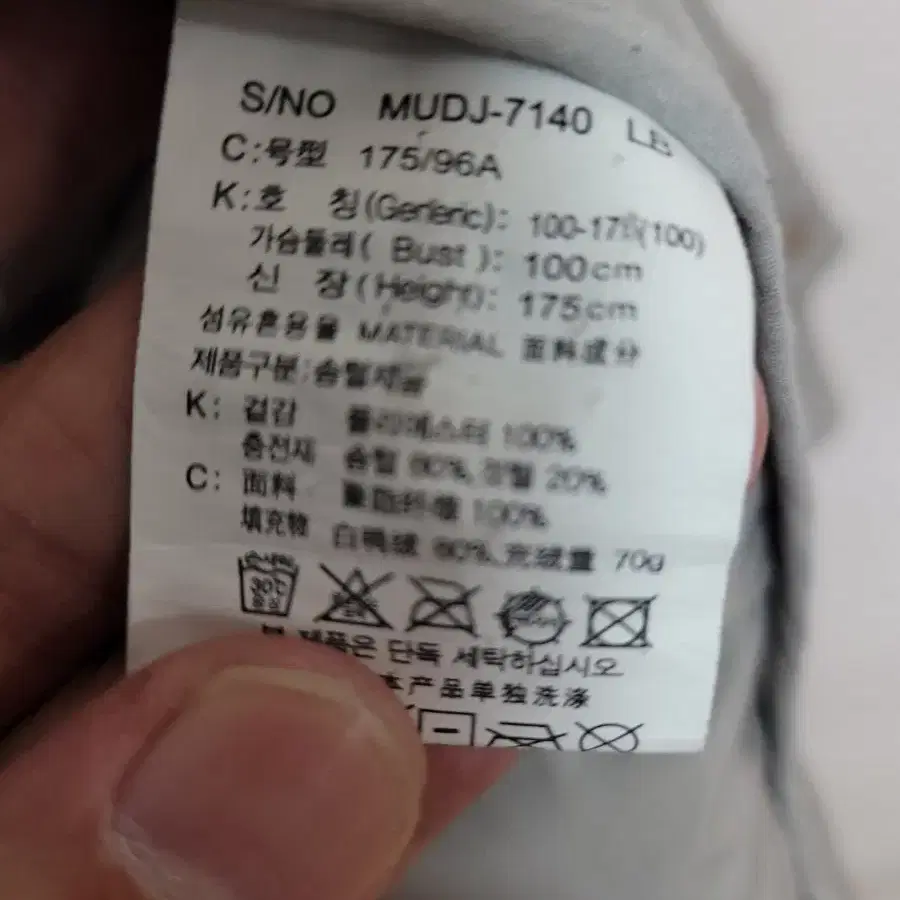 S/NO MUDJ-7140 LB
C:号型 175/96A
K:호 칭(Generic): 100-175(100)
가슴둘레( Bust ): 100cm
신 장(Height): 175cm
섬유혼용율 MATERIAL 面料成分
제품구분:솜털제품
K: 겉감 폴리에스터 100%
충전재 솜털 80%, 깃털 20%
C: 面料 聚酯纤维 100%
填充物 白鸭绒 80%, 充绒量 70g
30℃ 중성
본 제품은 단독 세탁하십시오
本产品单独洗涤